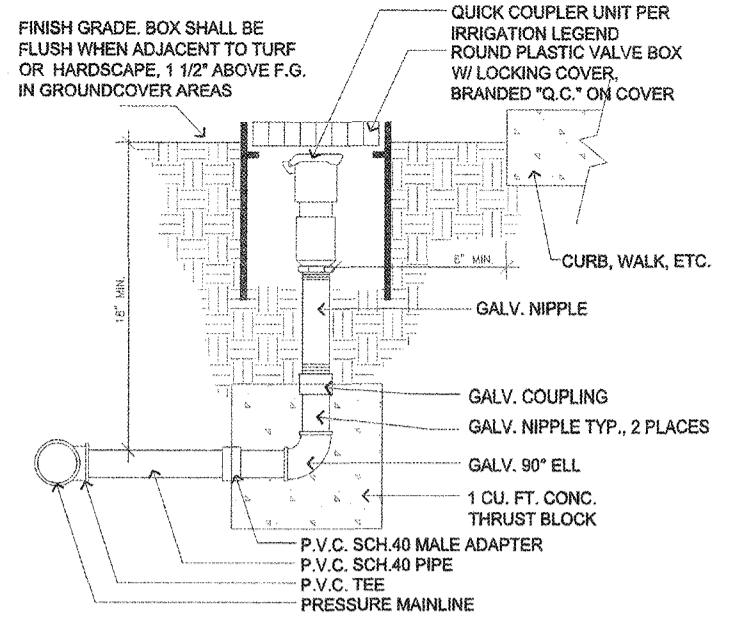 FINISH GRADE. BOX SHALL BE
FLUSH WHEN ADJACENT TO TURF
OR HARDSCAPE, 1 1/2" ABOVE F.G.
IN GROUNDCOVER AREAS
QUICK COUPLER UNIT PER
IRRIGATION LEGEND
ROUND PLASTIC VALVE BOX
W/ LOCKING COVER,
BRANDED "Q.C." ON COVER
6" MIN.
CURB, WALK, ETC.
18" MIN.
GALV. NIPPLE
GALV. COUPLING
GALV. NIPPLE TYP., 2 PLACES
GALV. 90° ELL
1 CU. FT. CONC.
THRUST BLOCK
P.V.C. SCH.40 MALE ADAPTER
P.V.C. SCH.40 PIPE
P.V.C. TEE
PRESSURE MAINLINE